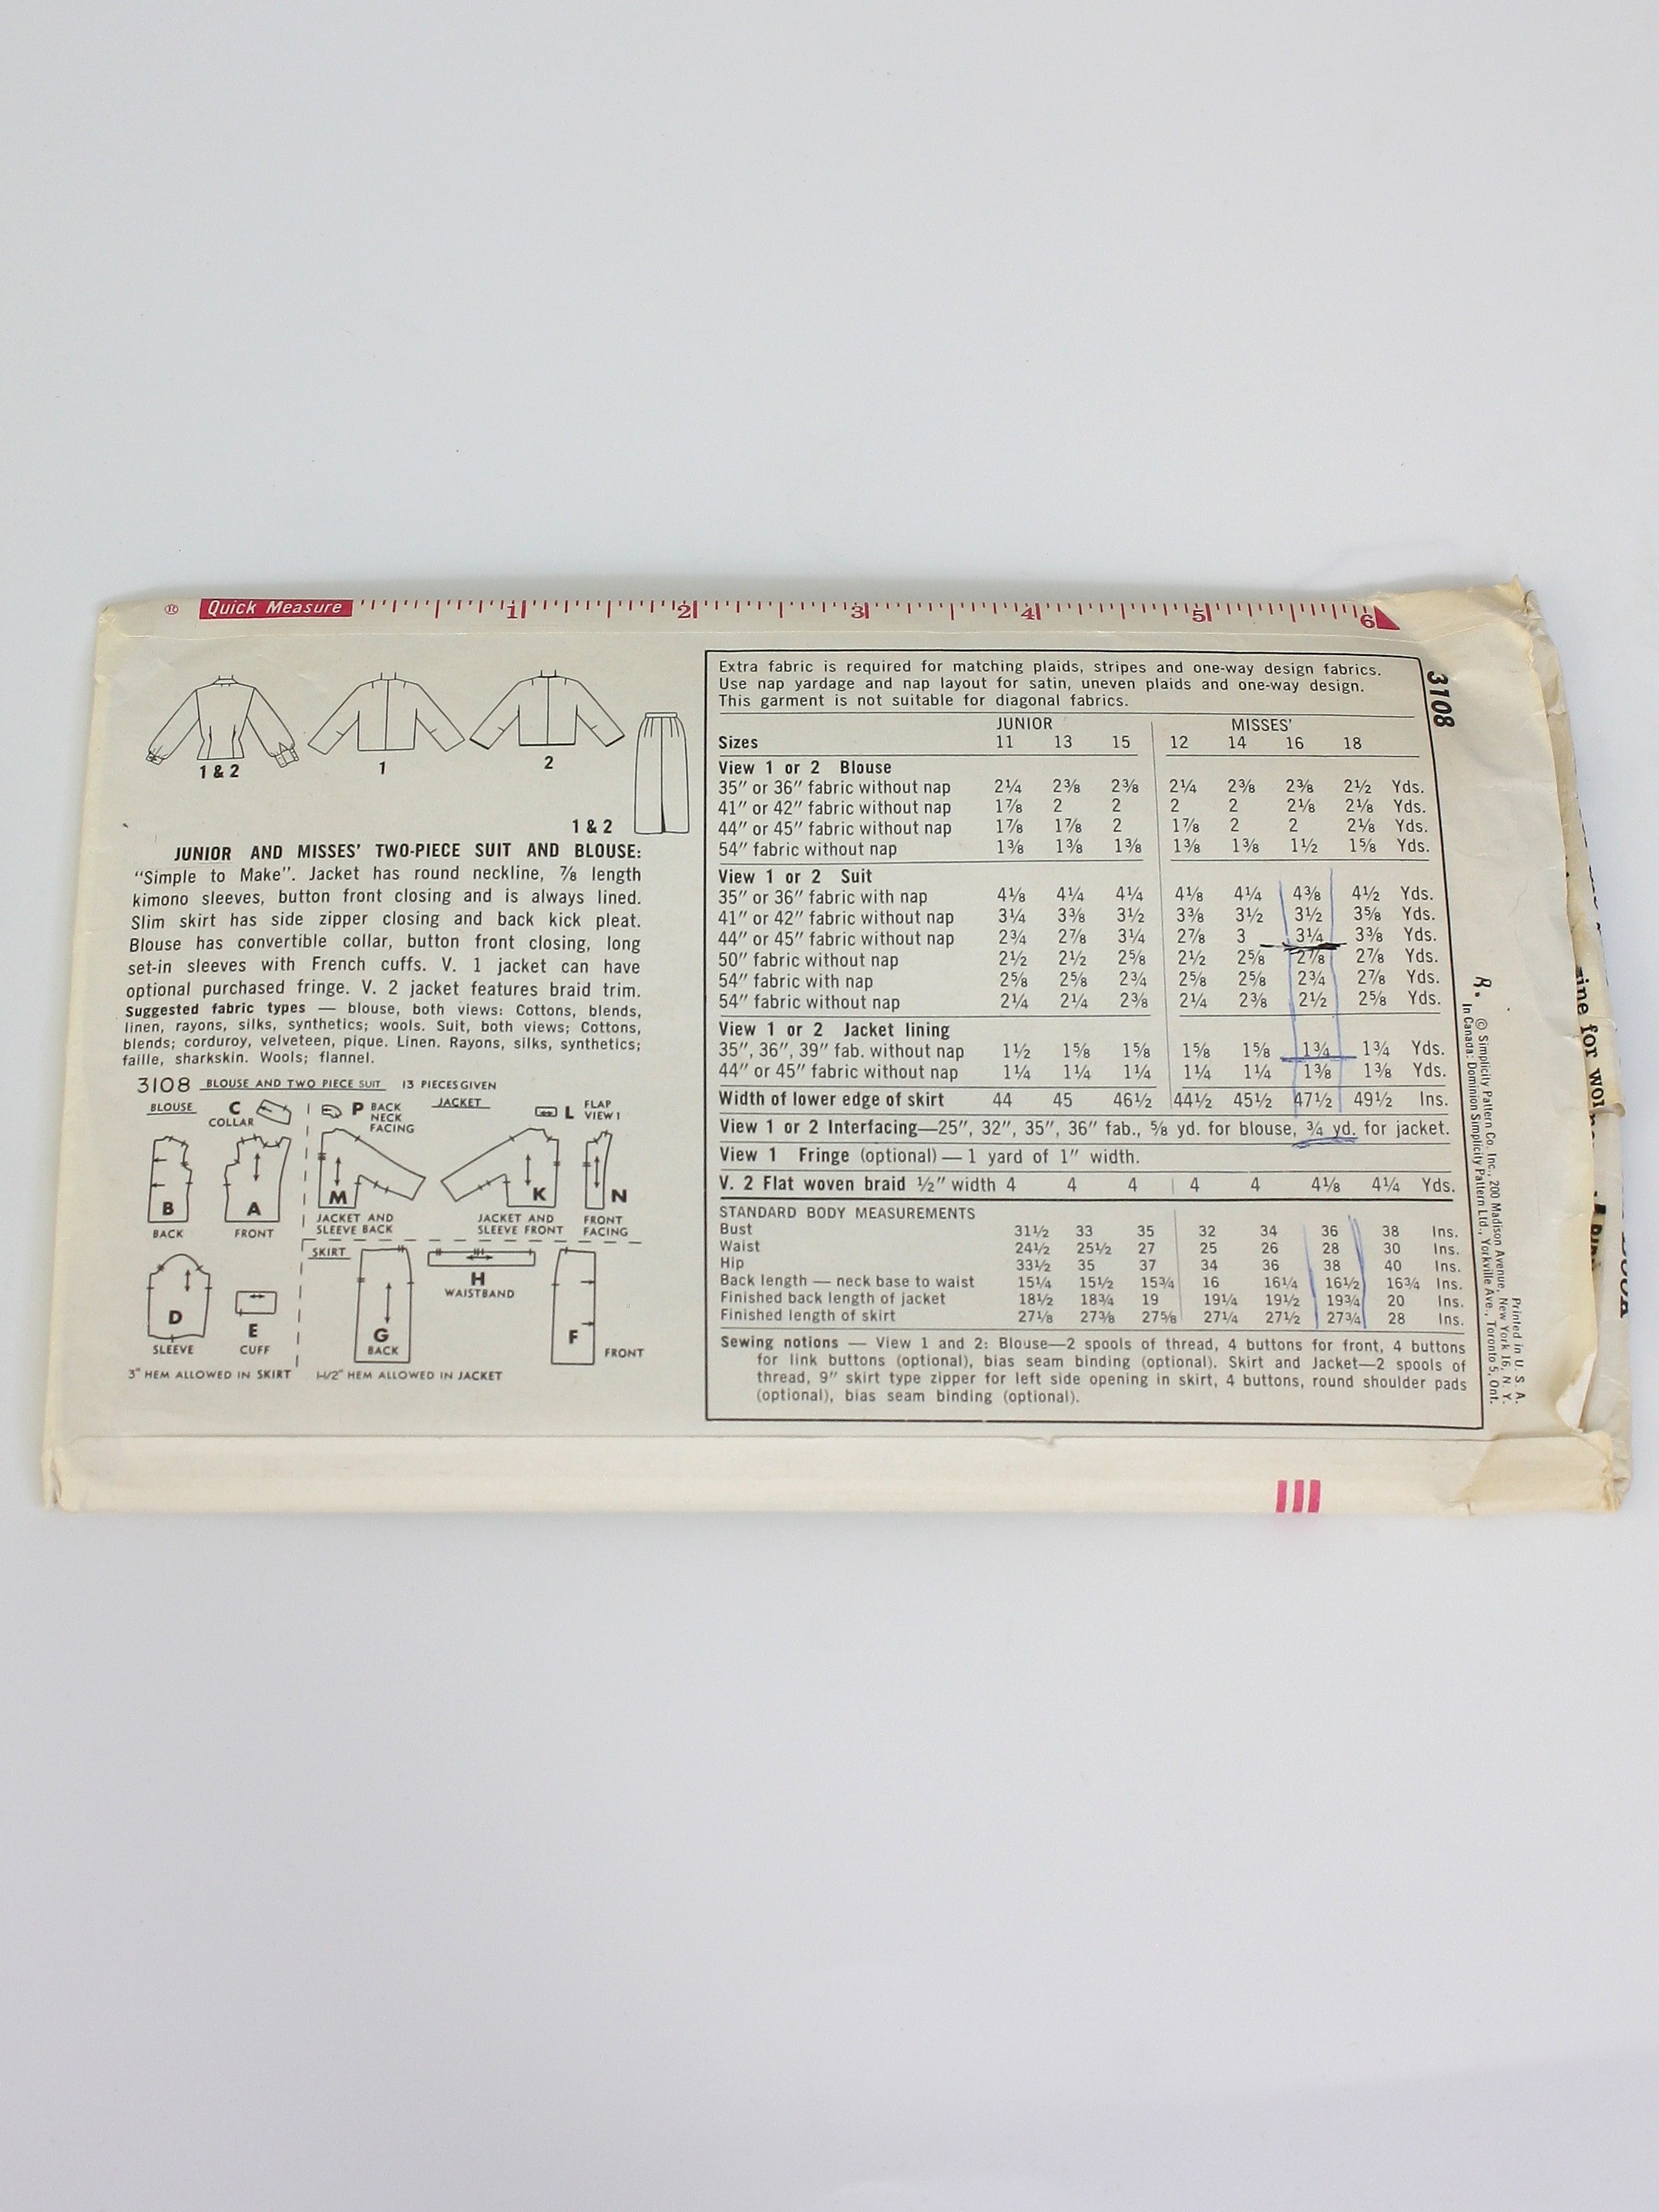 ® Quick Measure 1 2 3 4 5 6
1 & 2
1
2
1 & 2
JUNIOR AND MISSES' TWO-PIECE SUIT AND BLOUSE:
"Simple to Make". Jacket has round neckline, ⅞ length
kimono sleeves, button front closing and is always lined.
Slim skirt has side zipper closing and back kick pleat.
Blouse has convertible collar, button front closing, long
set-in sleeves with French cuffs. V. 1 jacket can have
optional purchased fringe. V. 2 jacket features braid trim.
Suggested fabric types — blouse, both views: Cottons, blends,
linen, rayons, silks, synthetics; wools. Suit, both views; Cottons,
blends; corduroy, velveteen, pique. Linen. Rayons, silks, synthetics;
faille, sharkskin. Wools; flannel.
3108 BLOUSE AND TWO PIECE SUIT 13 PIECES GIVEN
BLOUSE
C
COLLAR
P BACK
NECK
FACING
JACKET
L FLAP
VIEW 1
B
BACK
A
FRONT
M
JACKET AND
SLEEVE BACK
K
JACKET AND
SLEEVE FRONT
N
FRONT
FACING
D
SLEEVE
E
CUFF
SKIRT
G
BACK
H
WAISTBAND
F
FRONT
3" HEM ALLOWED IN SKIRT
1-1/2" HEM ALLOWED IN JACKET
Extra fabric is required for matching plaids, stripes and one-way design fabrics.
Use nap yardage and nap layout for satin, uneven plaids and one-way design.
This garment is not suitable for diagonal fabrics.
JUNIOR MISSES'
Sizes 11 13 15 12 14 16 18
View 1 or 2 Blouse
35" or 36" fabric without nap 2¼ 2⅜ 2⅜ 2¼ 2⅜ 2⅜ 2½ Yds.
41" or 42" fabric without nap 1⅞ 2 2 2 2 2⅛ 2⅛ Yds.
44" or 45" fabric without nap 1⅞ 1⅞ 2 1⅞ 2 2 2⅛ Yds.
54" fabric without nap 1⅜ 1⅜ 1⅜ 1⅜ 1⅜ 1½ 1⅝ Yds.
View 1 or 2 Suit
35" or 36" fabric with nap 4⅛ 4¼ 4¼ 4⅛ 4¼ 4⅜ 4½ Yds.
41" or 42" fabric without nap 3¼ 3⅜ 3½ 3⅜ 3½ 3½ 3⅝ Yds.
44" or 45" fabric without nap 2¾ 2⅞ 3¼ 2⅞ 3 3¼ 3⅜ Yds.
50" fabric without nap 2½ 2½ 2⅝ 2½ 2⅝ 2⅞ 2⅞ Yds.
54" fabric with nap 2⅝ 2⅝ 2¾ 2⅝ 2⅝ 2¾ 2⅞ Yds.
54" fabric without nap 2¼ 2¼ 2⅜ 2¼ 2⅜ 2½ 2⅝ Yds.
View 1 or 2 Jacket lining
35", 36", 39" fab. without nap 1½ 1⅝ 1⅝ 1⅝ 1⅝ 1¾ 1¾ Yds.
44" or 45" fabric without nap 1¼ 1¼ 1¼ 1¼ 1¼ 1⅜ 1⅜ Yds.
Width of lower edge of skirt 44 45 46½ 44½ 45½ 47½ 49½ Ins.
View 1 or 2 Interfacing—25", 32", 35", 36" fab., ⅝ yd. for blouse, ¾ yd. for jacket.
View 1 Fringe (optional) — 1 yard of 1" width.
V. 2 Flat woven braid ½" width 4 4 4 4 4 4⅛ 4¼ Yds.
STANDARD BODY MEASUREMENTS
Bust 31½ 33 35 32 34 36 38 Ins.
Waist 24½ 25½ 27 25 26 28 30 Ins.
Hip 33½ 35 37 34 36 38 40 Ins.
Back length — neck base to waist 15¼ 15½ 15¾ 16 16¼ 16½ 16¾ Ins.
Finished back length of jacket 18½ 18¾ 19 19¼ 19½ 19¾ 20 Ins.
Finished length of skirt 27⅛ 27⅜ 27⅝ 27¼ 27½ 27¾ 28 Ins.
Sewing notions — View 1 and 2: Blouse—2 spools of thread, 4 buttons for front, 4 buttons
for link buttons (optional), bias seam binding (optional). Skirt and Jacket—2 spools of
thread, 9" skirt type zipper for left side opening in skirt, 4 buttons, round shoulder pads
(optional), bias seam binding (optional).
3108
R. © Simplicity Pattern Co. Inc., 200 Madison Avenue, New York 16, N. Y.
In Canada: Dominion Simplicity Pattern Ltd., Yorkville Ave., Toronto 5, Ont.
Printed in U. S. A.
for